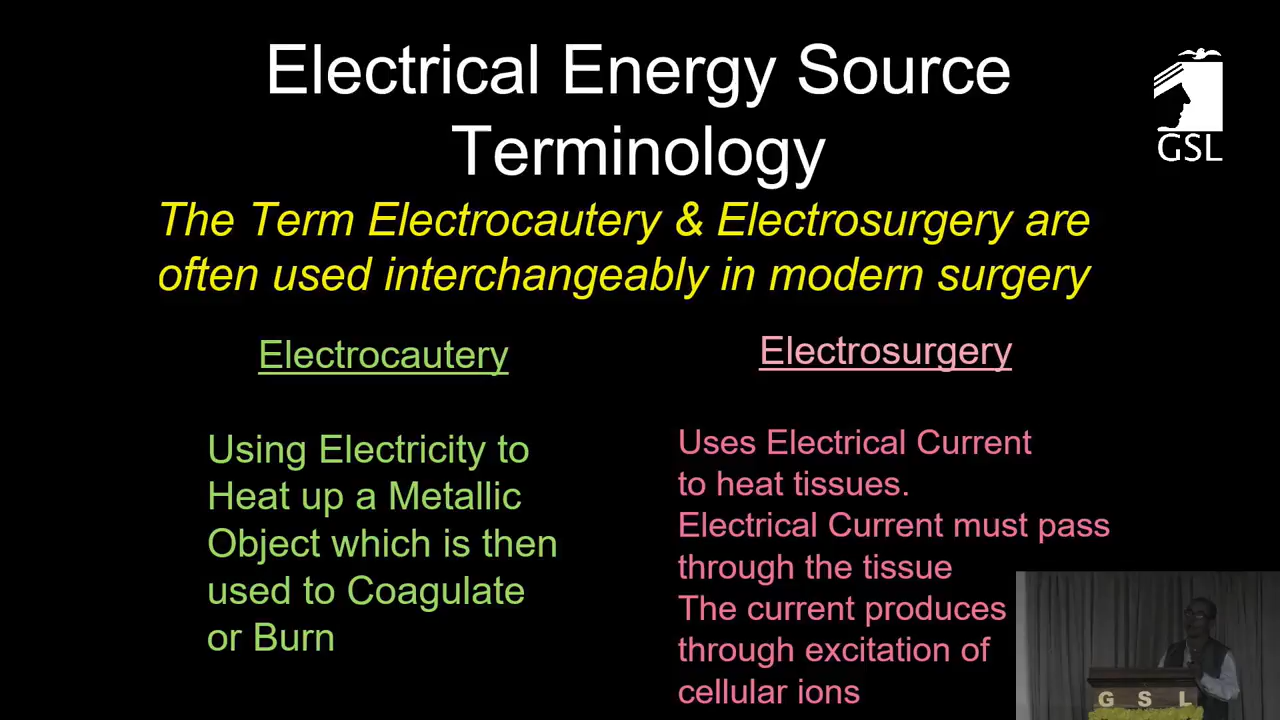 Electrical Energy Source
Terminology
GSL
The Term Electrocautery & Electrosurgery are
often used interchangeably in modern surgery
Electrocautery
Using Electricity to
Heat up a Metallic
Object which is then
used to Coagulate
or Burn
Electrosurgery
Uses Electrical Current
to heat tissues.
Electrical Current must pass
through the tissue
The current produces
through excitation of
cellular ions
G S L